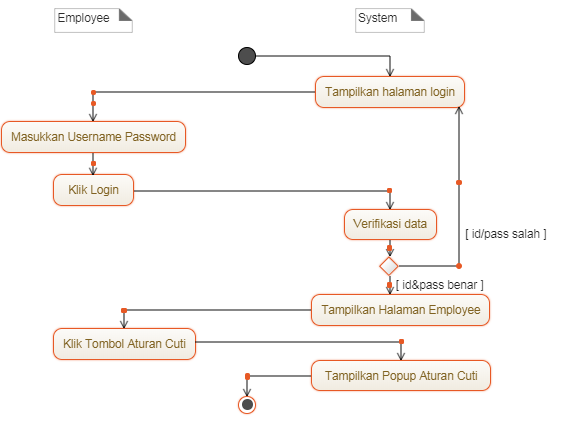 Employee
System
Tampilkan halaman login
Masukkan Username Password
Klik Login
Verifikasi data
[ id/pass salah ]
[ id&pass benar ]
Tampilkan Halaman Employee
Klik Tombol Aturan Cuti
Tampilkan Popup Aturan Cuti